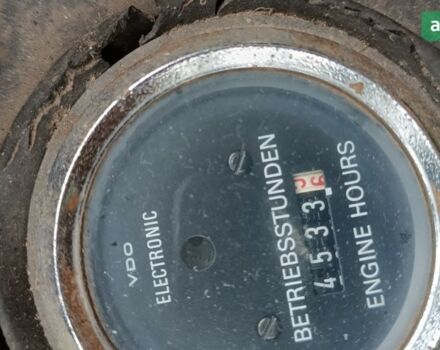 VDO
ELECTRONIC
BETRIEBSSTUNDEN
4533
ENGINE HOURS